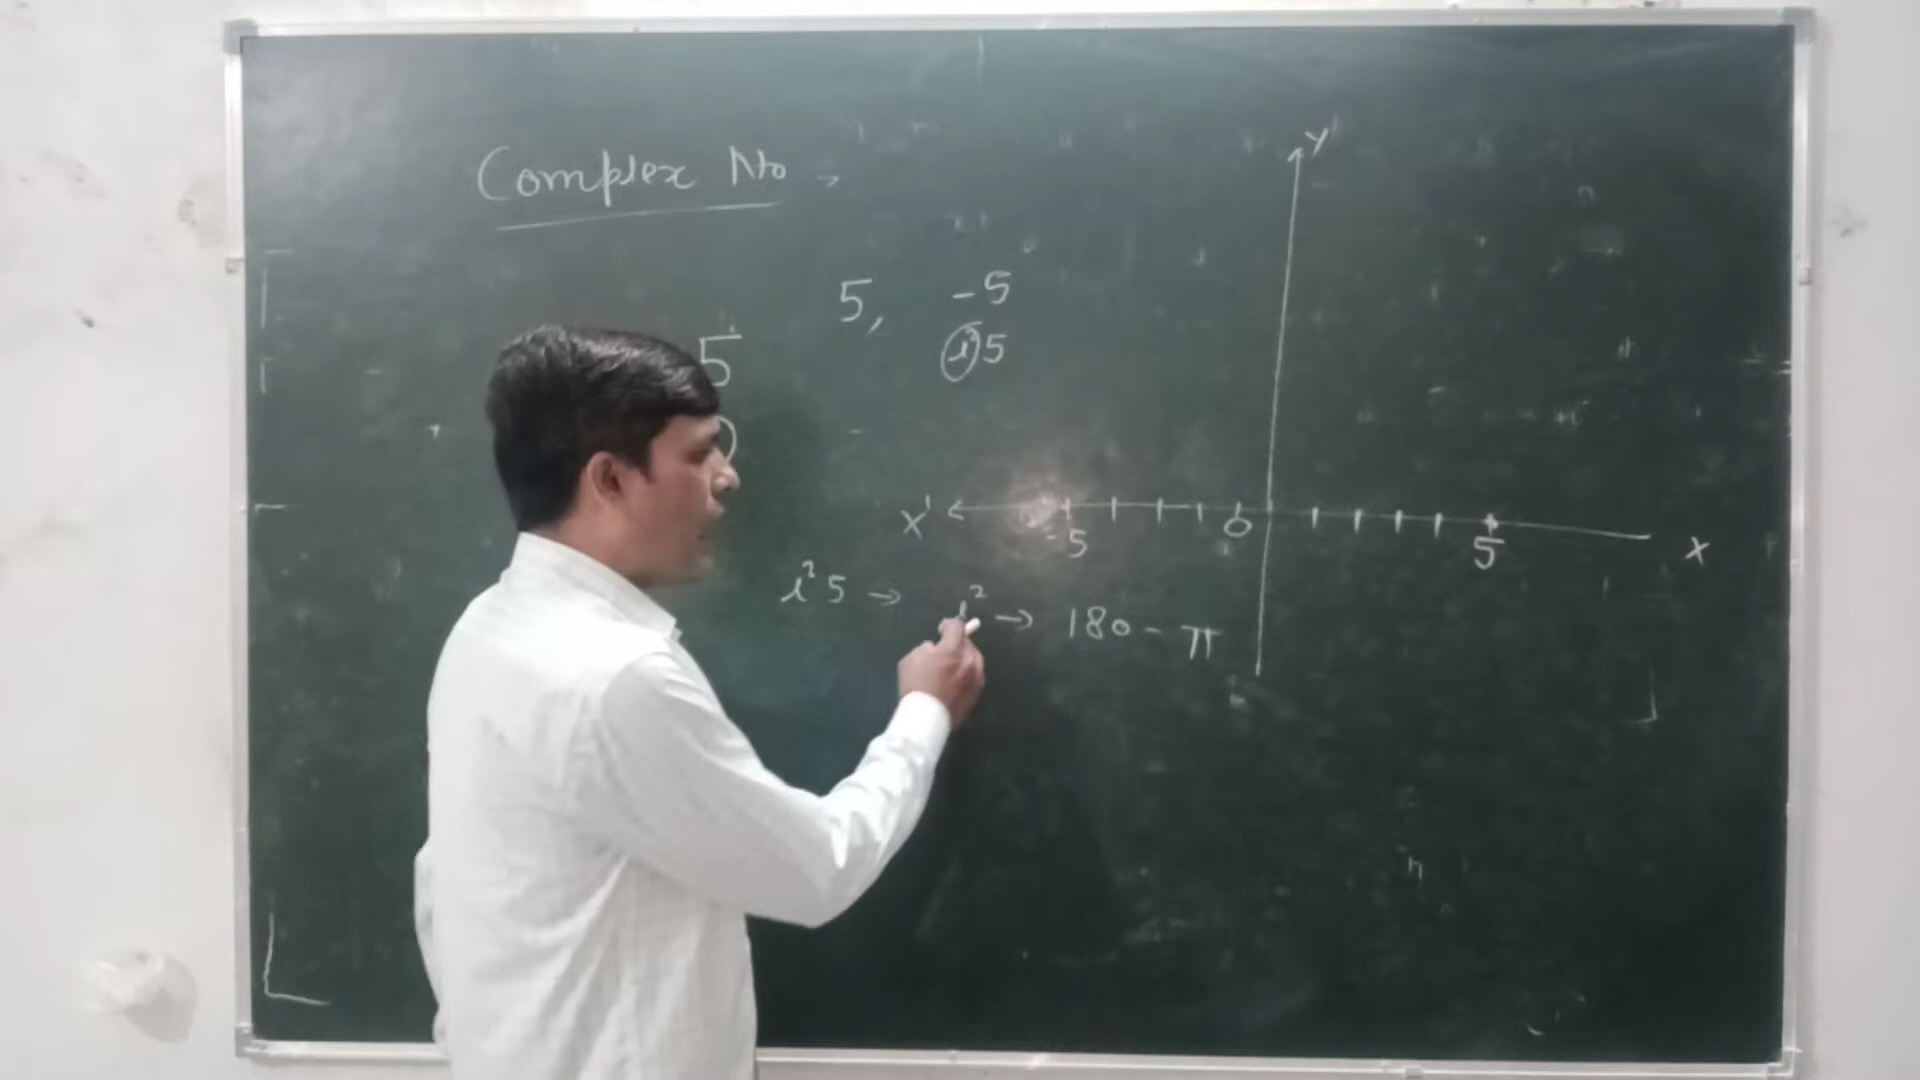 Complex No
Y
5, -5
5
i²5
X' -5 0 5 X
i²5 → i² → 180 - π